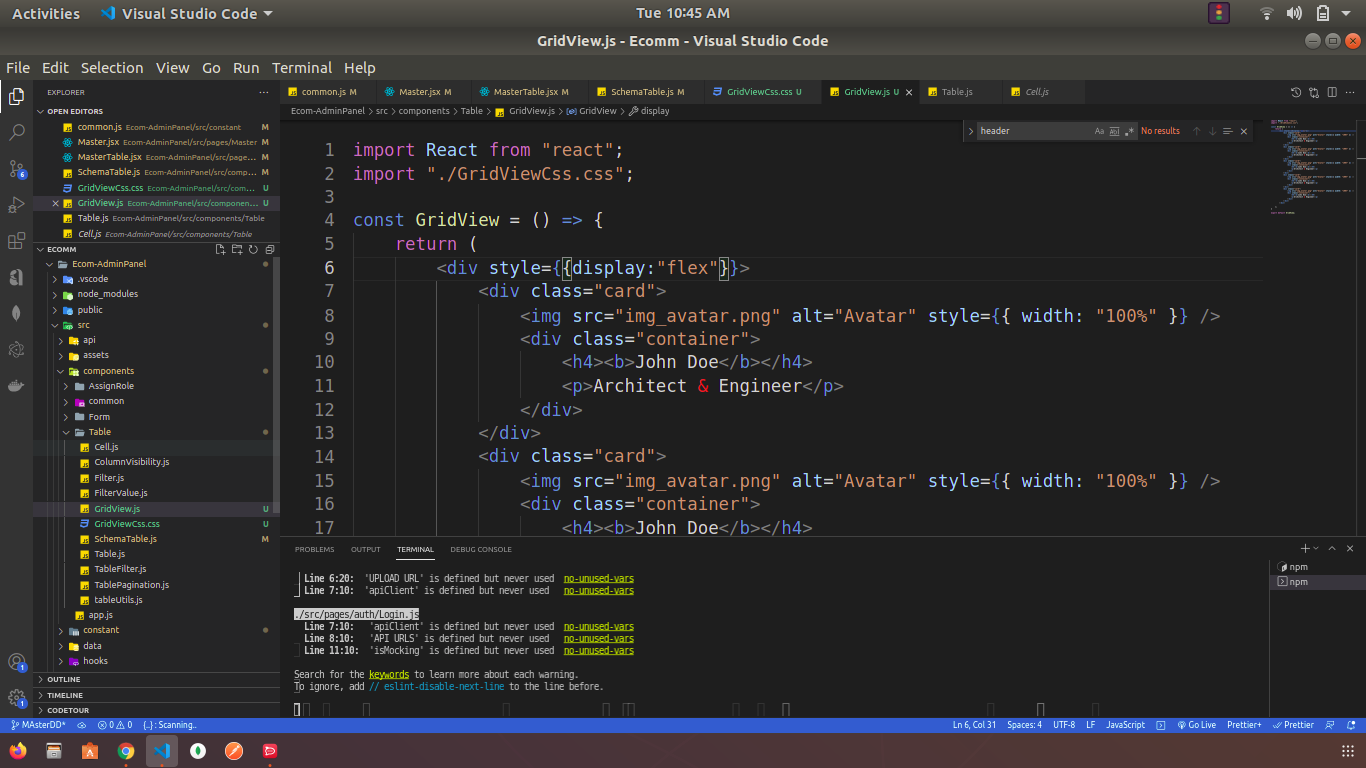 Activities Visual Studio Code Tue 10:45 AM
GridView.js - Ecomm - Visual Studio Code
File Edit Selection View Go Run Terminal Help
EXPLORER
OPEN EDITORS
common.js Ecom-AdminPanel/src/constant M
Master.jsx Ecom-AdminPanel/src/pages/Master M
MasterTable.jsx Ecom-AdminPanel/src/page... M
SchemaTable.js Ecom-AdminPanel/src/comp... M
GridViewCss.css Ecom-AdminPanel/src/com... U
GridView.js Ecom-AdminPanel/src/componen... U
Table.js Ecom-AdminPanel/src/components/Table
Cell.js Ecom-AdminPanel/src/components/Table
ECOMM
Ecom-AdminPanel
.vscode
node_modules
public
src
api
assets
components
AssignRole
common
Form
Table
Cell.js
ColumnVisibility.js
Filter.js
FilterValue.js
GridView.js U
GridViewCss.css U
SchemaTable.js M
Table.js
TableFilter.js
TablePagination.js
tableUtils.js
app.js
constant
data
hooks
OUTLINE
TIMELINE
CODETOUR
common.js M Master.jsx M MasterTable.jsx M SchemaTable.js M GridViewCss.css U GridView.js U Table.js Cell.js
Ecom-AdminPanel > src > components > Table > GridView.js > GridView > display
header Aa Ab .* No results
1 import React from "react";
2 import "./GridViewCss.css";
3
4 const GridView = () => {
5 return (
6 <div style={{display:"flex"}}>
7 <div class="card">
8 <img src="img_avatar.png" alt="Avatar" style={{ width: "100%" }} />
9 <div class="container">
10 <h4><b>John Doe</b></h4>
11 <p>Architect & Engineer</p>
12 </div>
13 </div>
14 <div class="card">
15 <img src="img_avatar.png" alt="Avatar" style={{ width: "100%" }} />
16 <div class="container">
17 <h4><b>John Doe</b></h4>
PROBLEMS OUTPUT TERMINAL DEBUG CONSOLE
npm
npm
Line 6:20: 'UPLOAD URL' is defined but never used no-unused-vars
Line 7:10: 'apiClient' is defined but never used no-unused-vars
./src/pages/auth/Login.js
Line 7:10: 'apiClient' is defined but never used no-unused-vars
Line 8:10: 'API URLS' is defined but never used no-unused-vars
Line 11:10: 'isMocking' is defined but never used no-unused-vars
Search for the keywords to learn more about each warning.
To ignore, add // eslint-disable-next-line to the line before.
MAsterDD* 0 0 {..} : Scanning.. Ln 6, Col 31 Spaces: 4 UTF-8 LF JavaScript Go Live Prettier+ Prettier